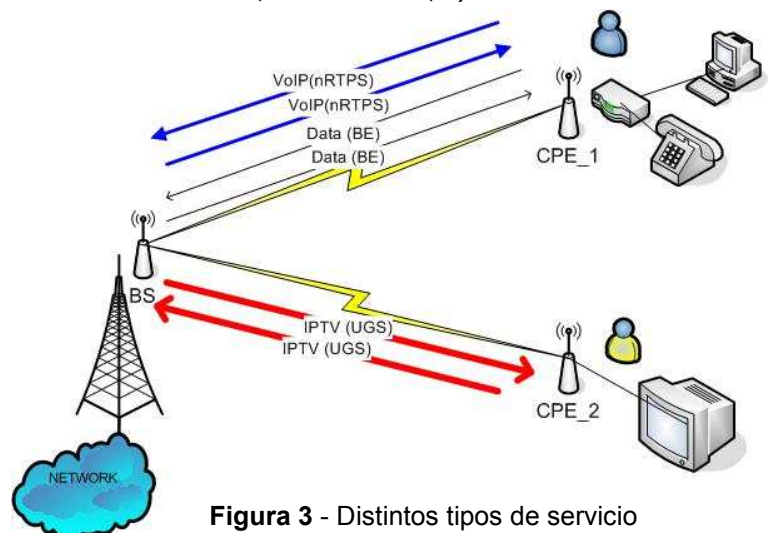 VoIP(nRTPS)
VoIP(nRTPS)
Data (BE)
Data (BE)
CPE_1
BS
IPTV (UGS)
IPTV (UGS)
CPE_2
NETWORK
Figura 3 - Distintos tipos de servicio